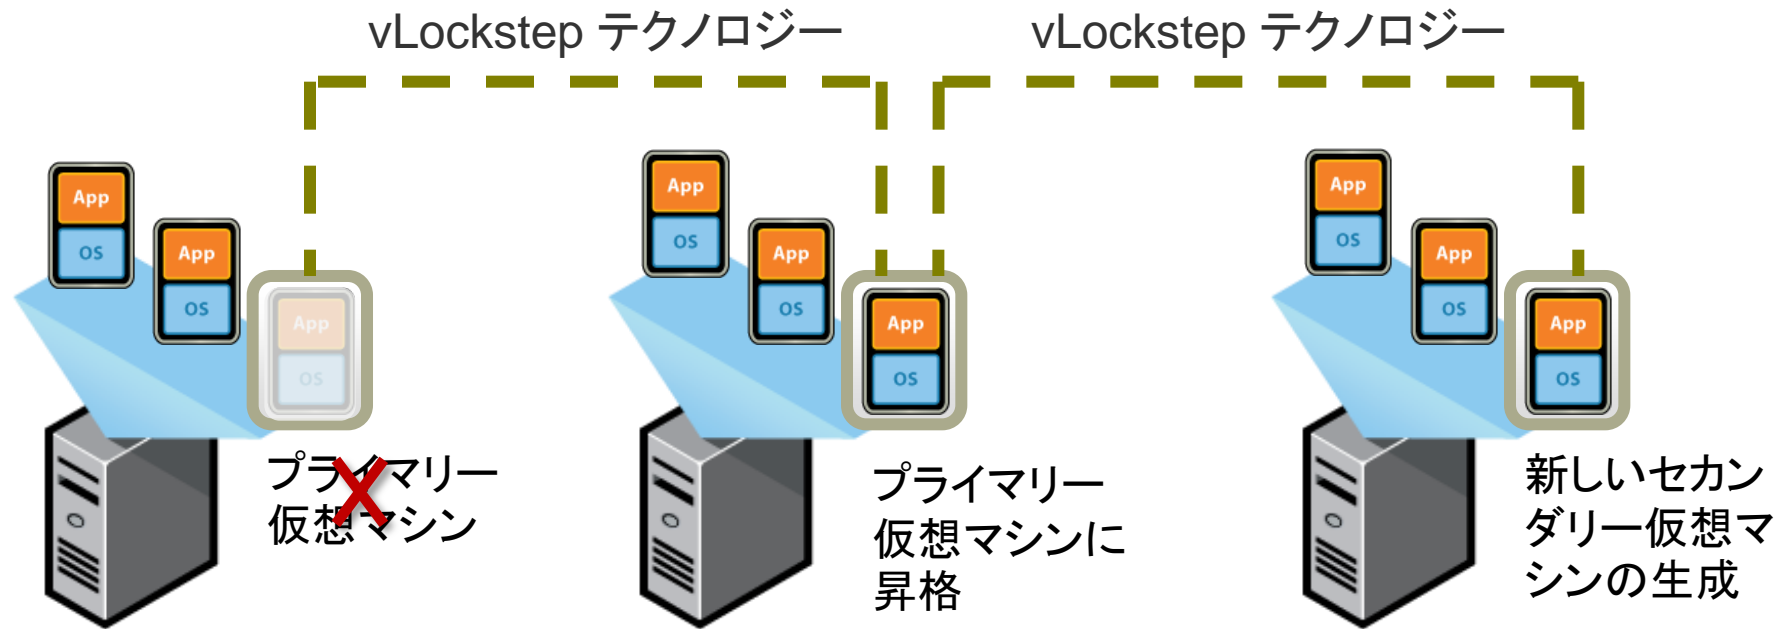 vLockstep テクノロジー
vLockstep テクノロジー
App
OS
App
OS
App
OS
プライマリー
仮想マシン
App
OS
App
OS
App
OS
プライマリー
仮想マシンに
昇格
App
OS
App
OS
App
OS
新しいセカン
ダリー仮想マ
シンの生成